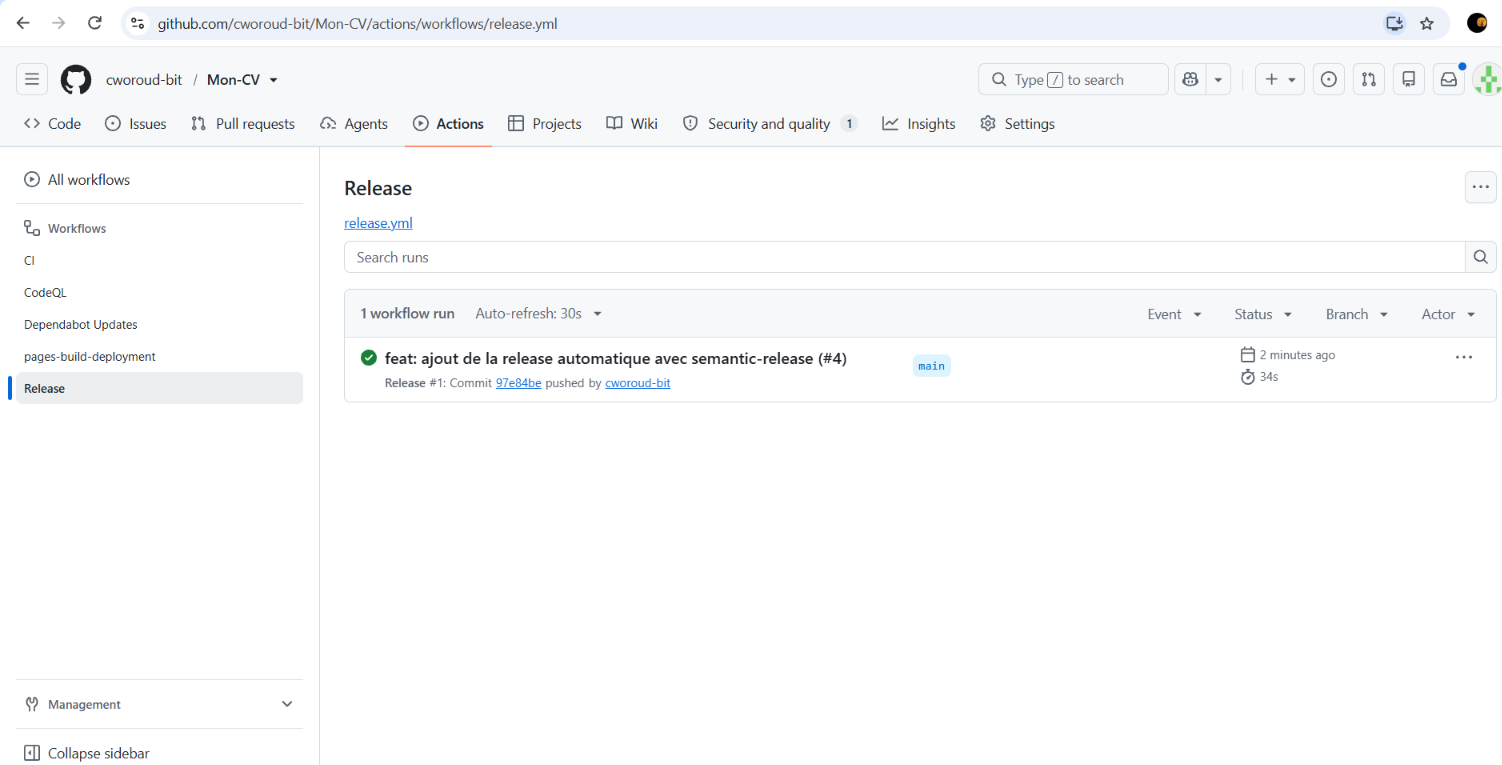 github.com/cworoud-bit/Mon-CV/actions/workflows/release.yml
cworoud-bit / Mon-CV
Type / to search
Code Issues Pull requests Agents Actions Projects Wiki Security and quality 1 Insights Settings
All workflows
Workflows
CI
CodeQL
Dependabot Updates
pages-build-deployment
Release
Management
Collapse sidebar
Release
release.yml
Search runs
1 workflow run Auto-refresh: 30s Event Status Branch Actor
feat: ajout de la release automatique avec semantic-release (#4) main 2 minutes ago
Release #1: Commit 97e84be pushed by cworoud-bit 34s